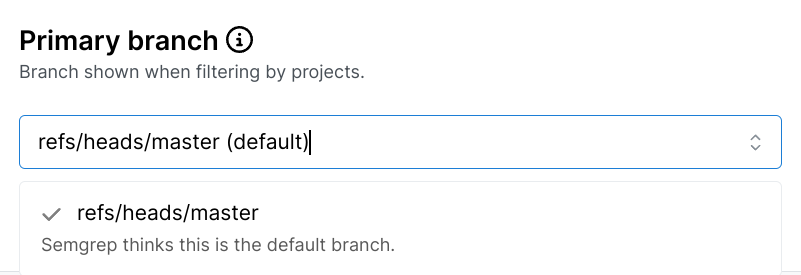 Primary branch
Branch shown when filtering by projects.
refs/heads/master (default)
refs/heads/master
Semgrep thinks this is the default branch.